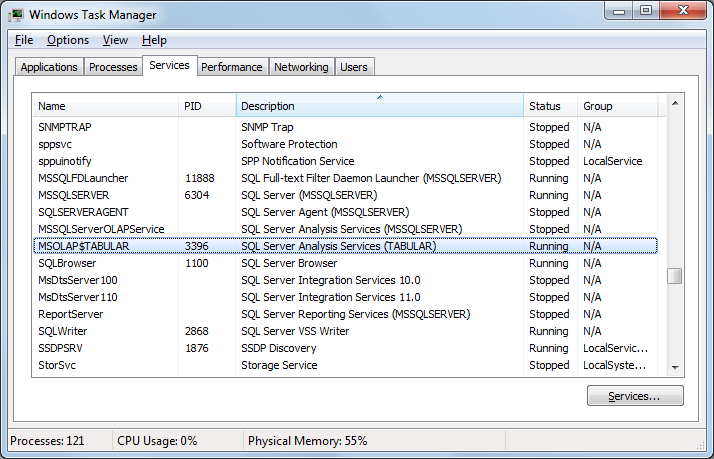 Windows Task Manager
File Options View Help
Applications Processes Services Performance Networking Users
Name PID Description Status Group
SNMPTRAP SNMP Trap Stopped N/A
sppsvc Software Protection Stopped N/A
sppuinotify SPP Notification Service Stopped LocalService
MSSQLFDLauncher 11888 SQL Full-text Filter Daemon Launcher (MSSQLSERVER) Running N/A
MSSQLSERVER 6304 SQL Server (MSSQLSERVER) Running N/A
SQLSERVERAGENT SQL Server Agent (MSSQLSERVER) Stopped N/A
MSSQLServerOLAPService SQL Server Analysis Services (MSSQLSERVER) Stopped N/A
MSOLAP$TABULAR 3396 SQL Server Analysis Services (TABULAR) Running N/A
SQLBrowser 1100 SQL Server Browser Running N/A
MsDtsServer100 SQL Server Integration Services 10.0 Stopped N/A
MsDtsServer110 SQL Server Integration Services 11.0 Stopped N/A
ReportServer SQL Server Reporting Services (MSSQLSERVER) Stopped N/A
SQLWriter 2868 SQL Server VSS Writer Running N/A
SSDPSRV 1876 SSDP Discovery Running LocalServic...
StorSvc Storage Service Stopped LocalSyste...
Services...
Processes: 121 CPU Usage: 0% Physical Memory: 55%